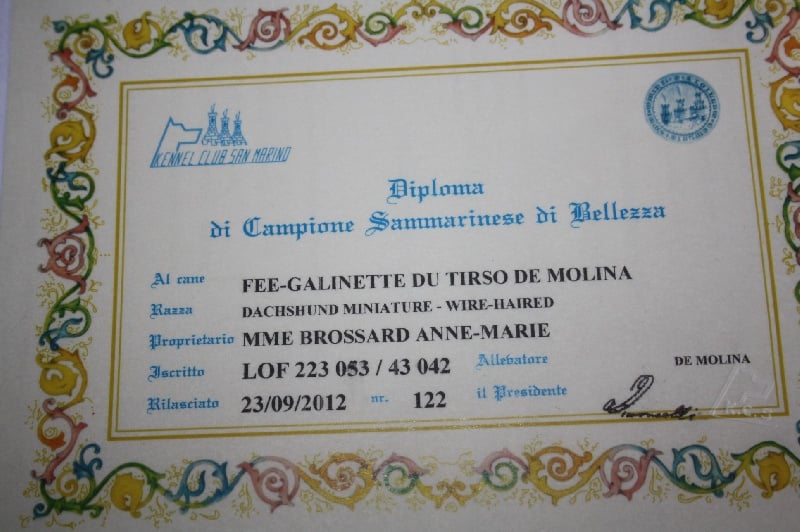 KENNEL CLUB SAN MARINO
Diploma
di Campione Sammarinese di Bellezza
Al cane FEE-GALINETTE DU TIRSO DE MOLINA
Razza DACHSHUND MINIATURE - WIRE-HAIRED
Proprietario MME BROSSARD ANNE-MARIE
Iscritto LOF 223 053 / 43 042 Allevatore DE MOLINA
Rilasciato 23/09/2012 nr. 122 il Presidente